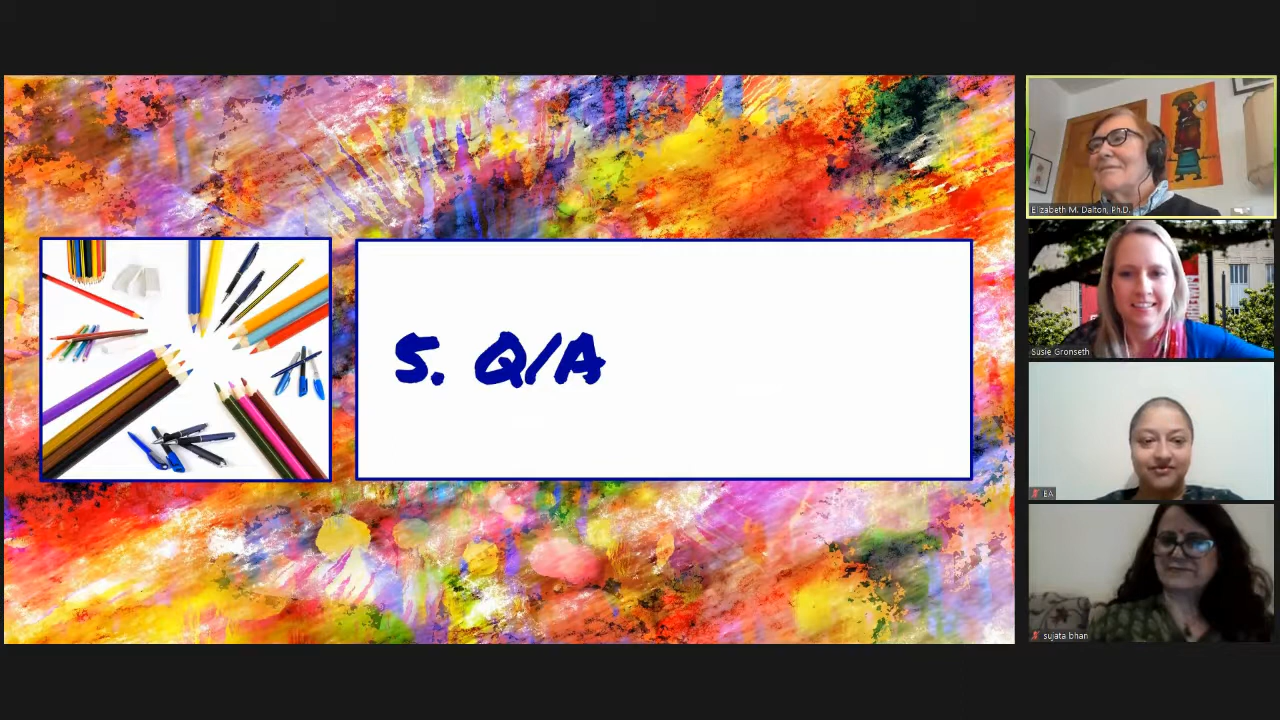 5. Q/A
Elizabeth M. Dalton, Ph.D.
Susie Gronseth
EA
sujata bhan